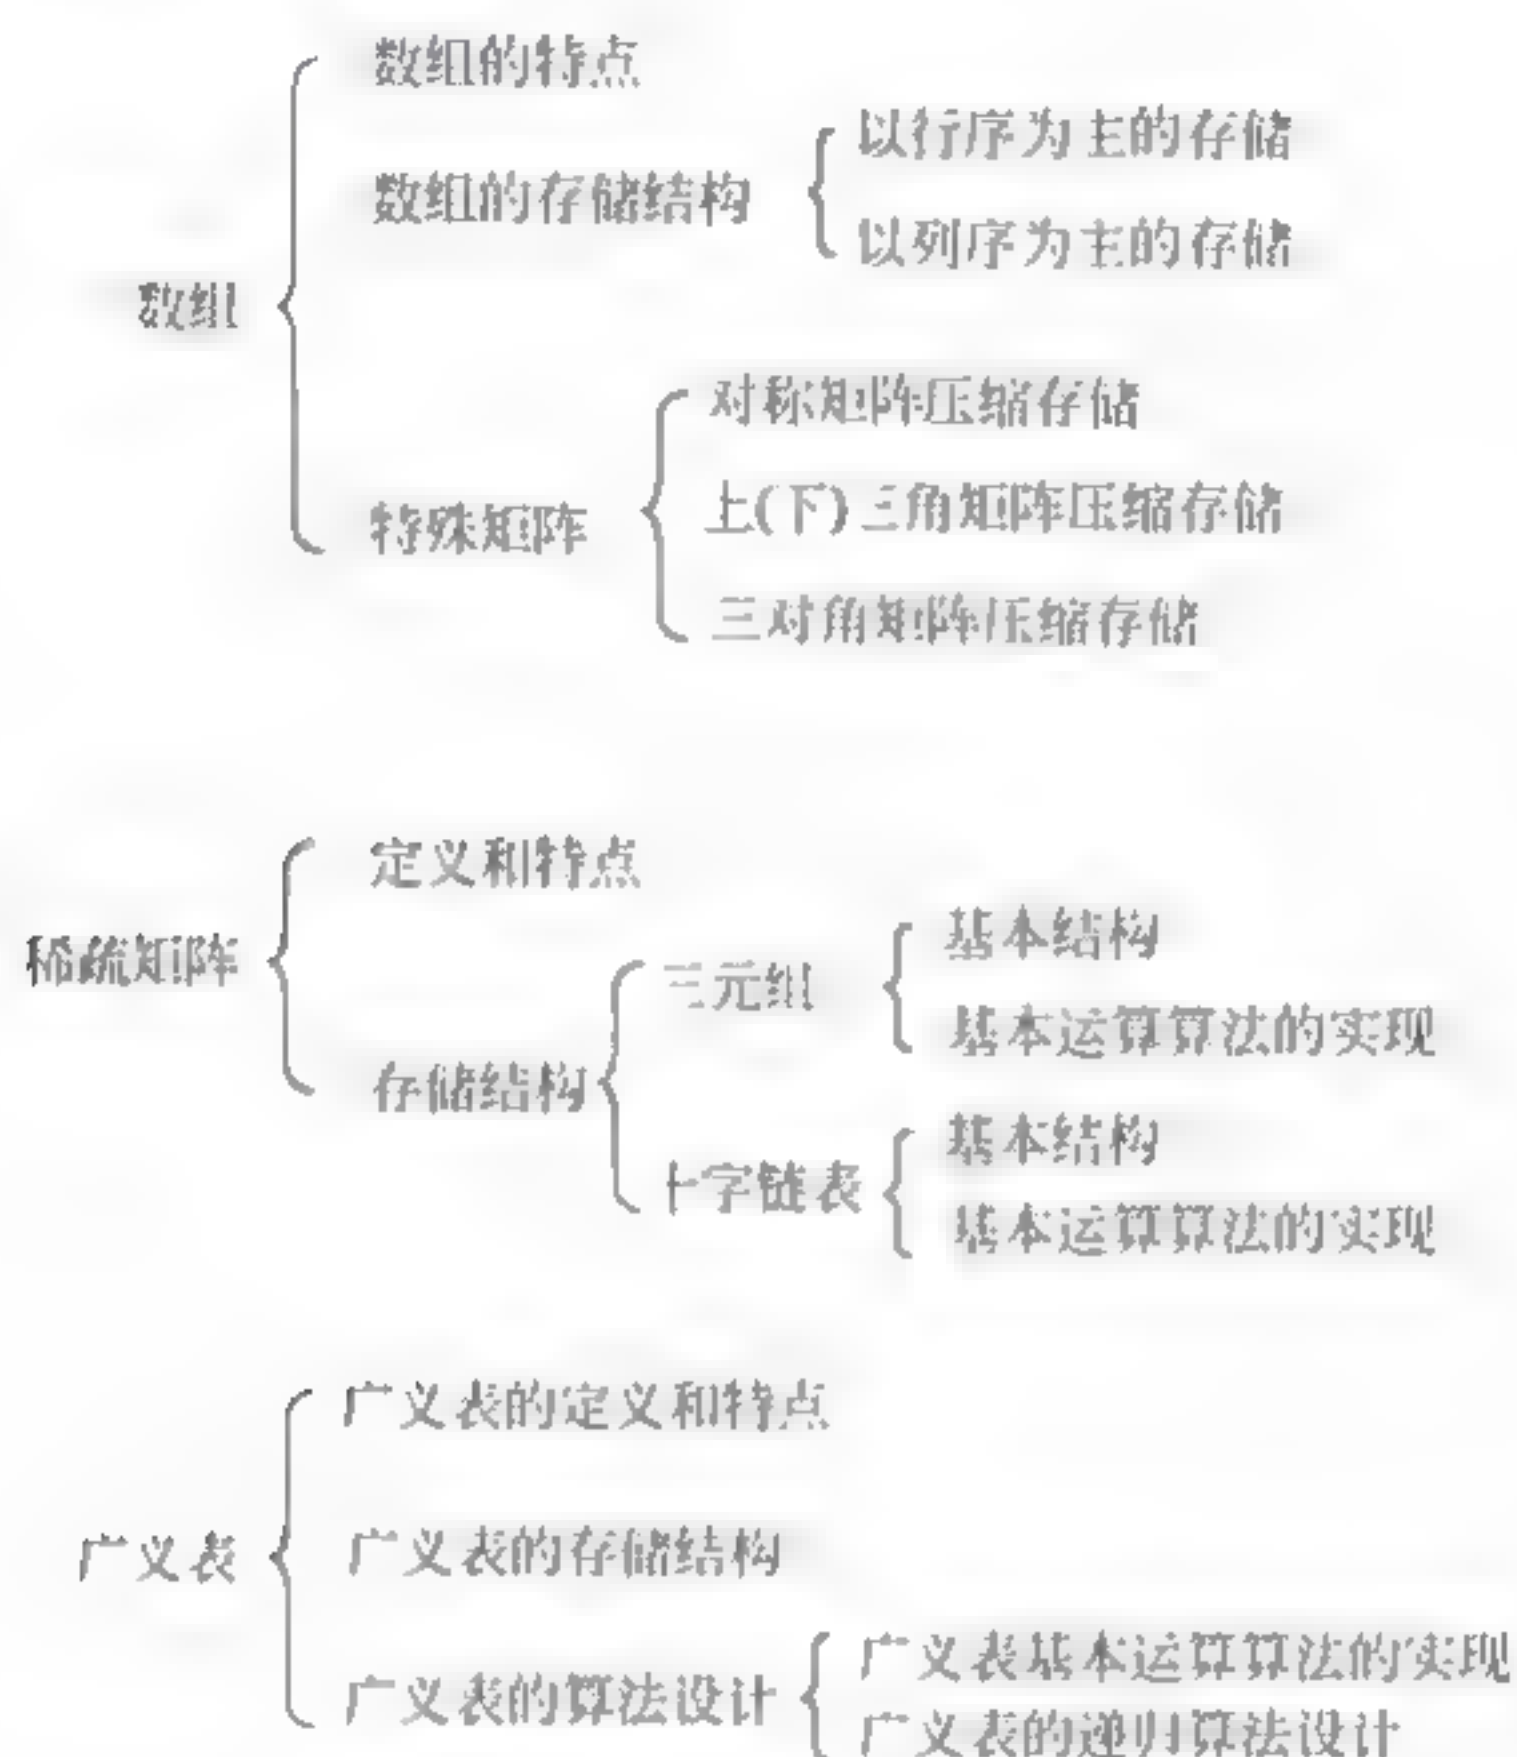 数组的特点
以行序为主的存储
数组的存储结构
以列序为主的存储
数组
对称矩阵压缩存储
上(下)三角矩阵压缩存储
特殊矩阵
三对角矩阵压缩存储
定义和特点
基本结构
稀疏矩阵
三元组
基本运算算法的实现
存储结构
基本结构
十字链表
基本运算算法的实现
广义表的定义和特点
广义表
广义表的存储结构
广义表基本运算算法的实现
广义表的算法设计
广义表的递归算法设计